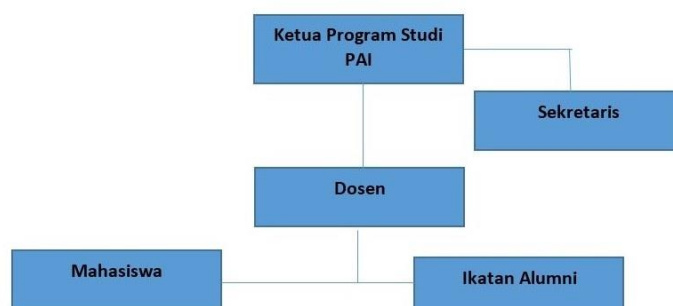 Ketua Program Studi
PAI
Sekretaris
Dosen
Mahasiswa
Ikatan Alumni